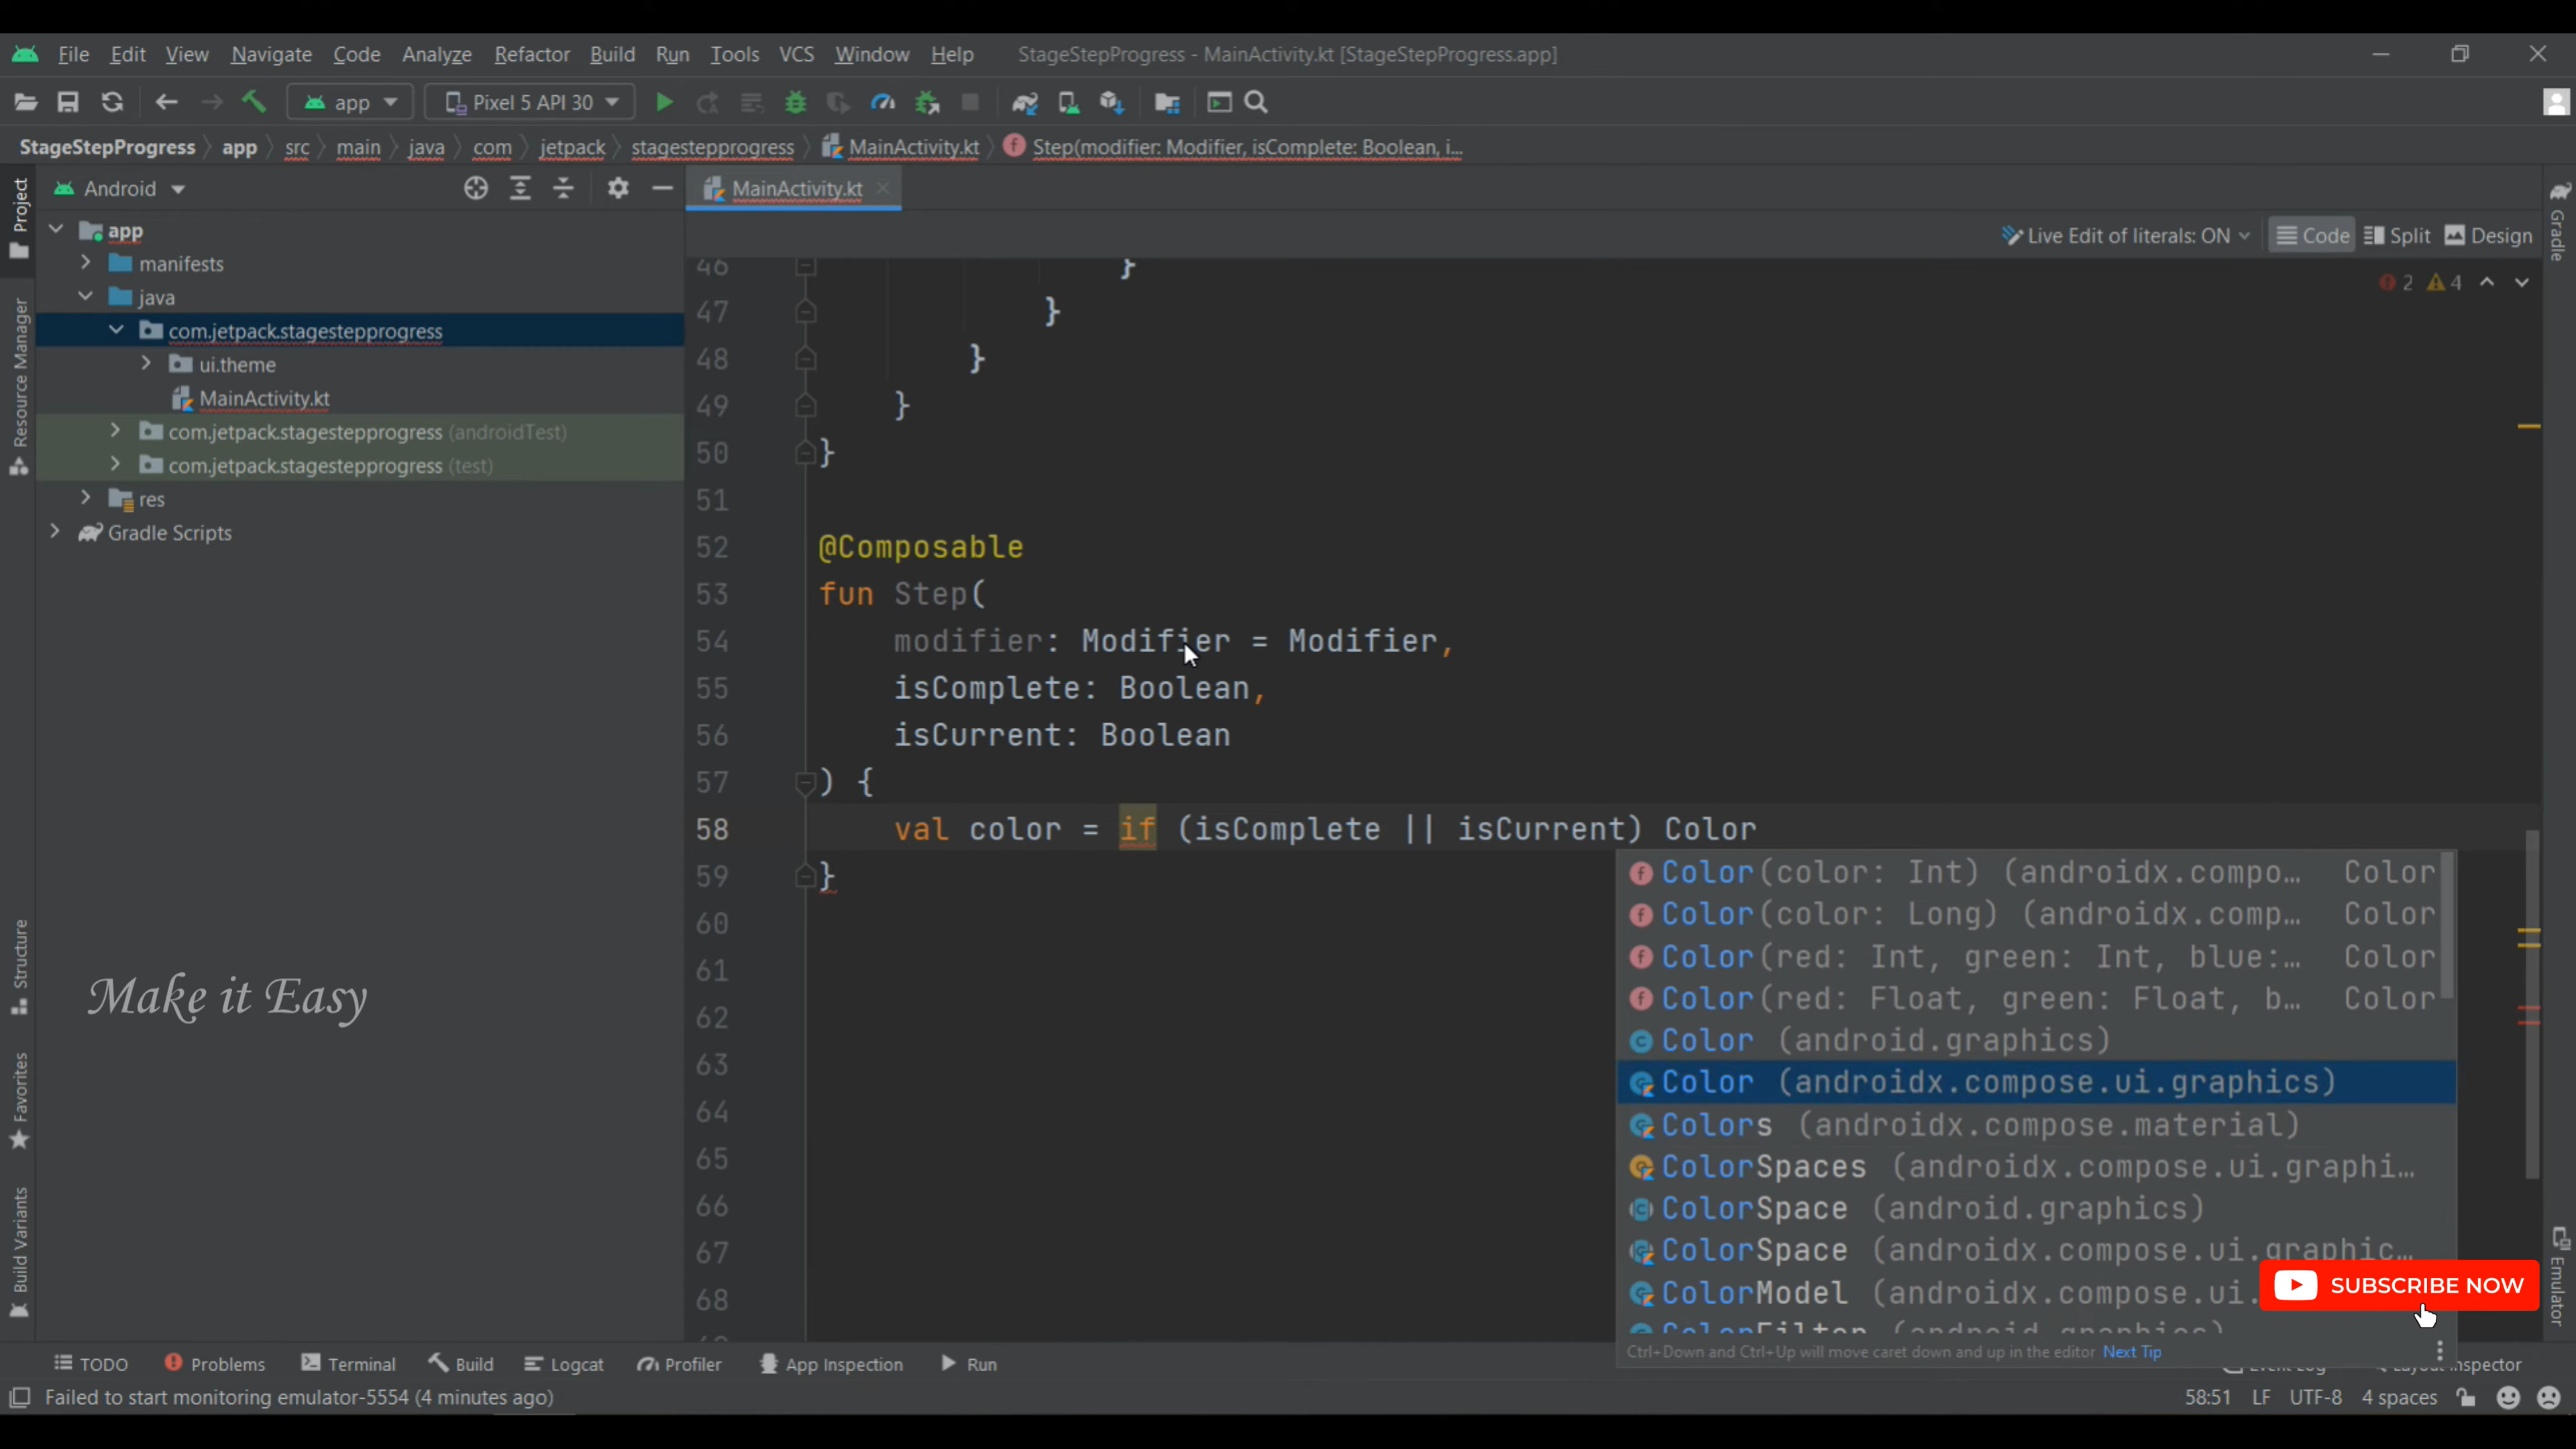 File Edit View Navigate Code Analyze Refactor Build Run Tools VCS Window Help StageStepProgress - MainActivity.kt [StageStepProgress.app]
app Pixel 5 API 30
StageStepProgress app src main java com jetpack stagestepprogress MainActivity.kt Step(modifier: Modifier, isComplete: Boolean, i...
Project
Android
MainActivity.kt
Gradle
Live Edit of literals: ON Code Split Design
app
manifests
java
com.jetpack.stagestepprogress
ui.theme
MainActivity.kt
com.jetpack.stagestepprogress (androidTest)
com.jetpack.stagestepprogress (test)
res
Gradle Scripts
Resource Manager
Structure
Favorites
Build Variants
Make it Easy
2 4
46 }
47 }
48 }
49 }
50 }
51
52 @Composable
53 fun Step(
54 modifier: Modifier = Modifier,
55 isComplete: Boolean,
56 isCurrent: Boolean
57 ) {
58 val color = if (isComplete || isCurrent) Color
59 }
60
61
62
63
64
65
66
67
68
Color(color: Int) (androidx.compo... Color
Color(color: Long) (androidx.comp... Color
Color(red: Int, green: Int, blue:... Color
Color(red: Float, green: Float, b... Color
Color (android.graphics)
Color (androidx.compose.ui.graphics)
Colors (androidx.compose.material)
ColorSpaces (androidx.compose.ui.graphi...
ColorSpace (android.graphics)
ColorSpace (androidx.compose.ui.graphic...
ColorModel (androidx.compose.ui.
ColorFilter (android.graphics)
Ctrl+Down and Ctrl+Up will move caret down and up in the editor Next Tip
SUBSCRIBE NOW
Emulator
TODO Problems Terminal Build Logcat Profiler App Inspection Run Event Log Layout Inspector
Failed to start monitoring emulator-5554 (4 minutes ago) 58:51 LF UTF-8 4 spaces